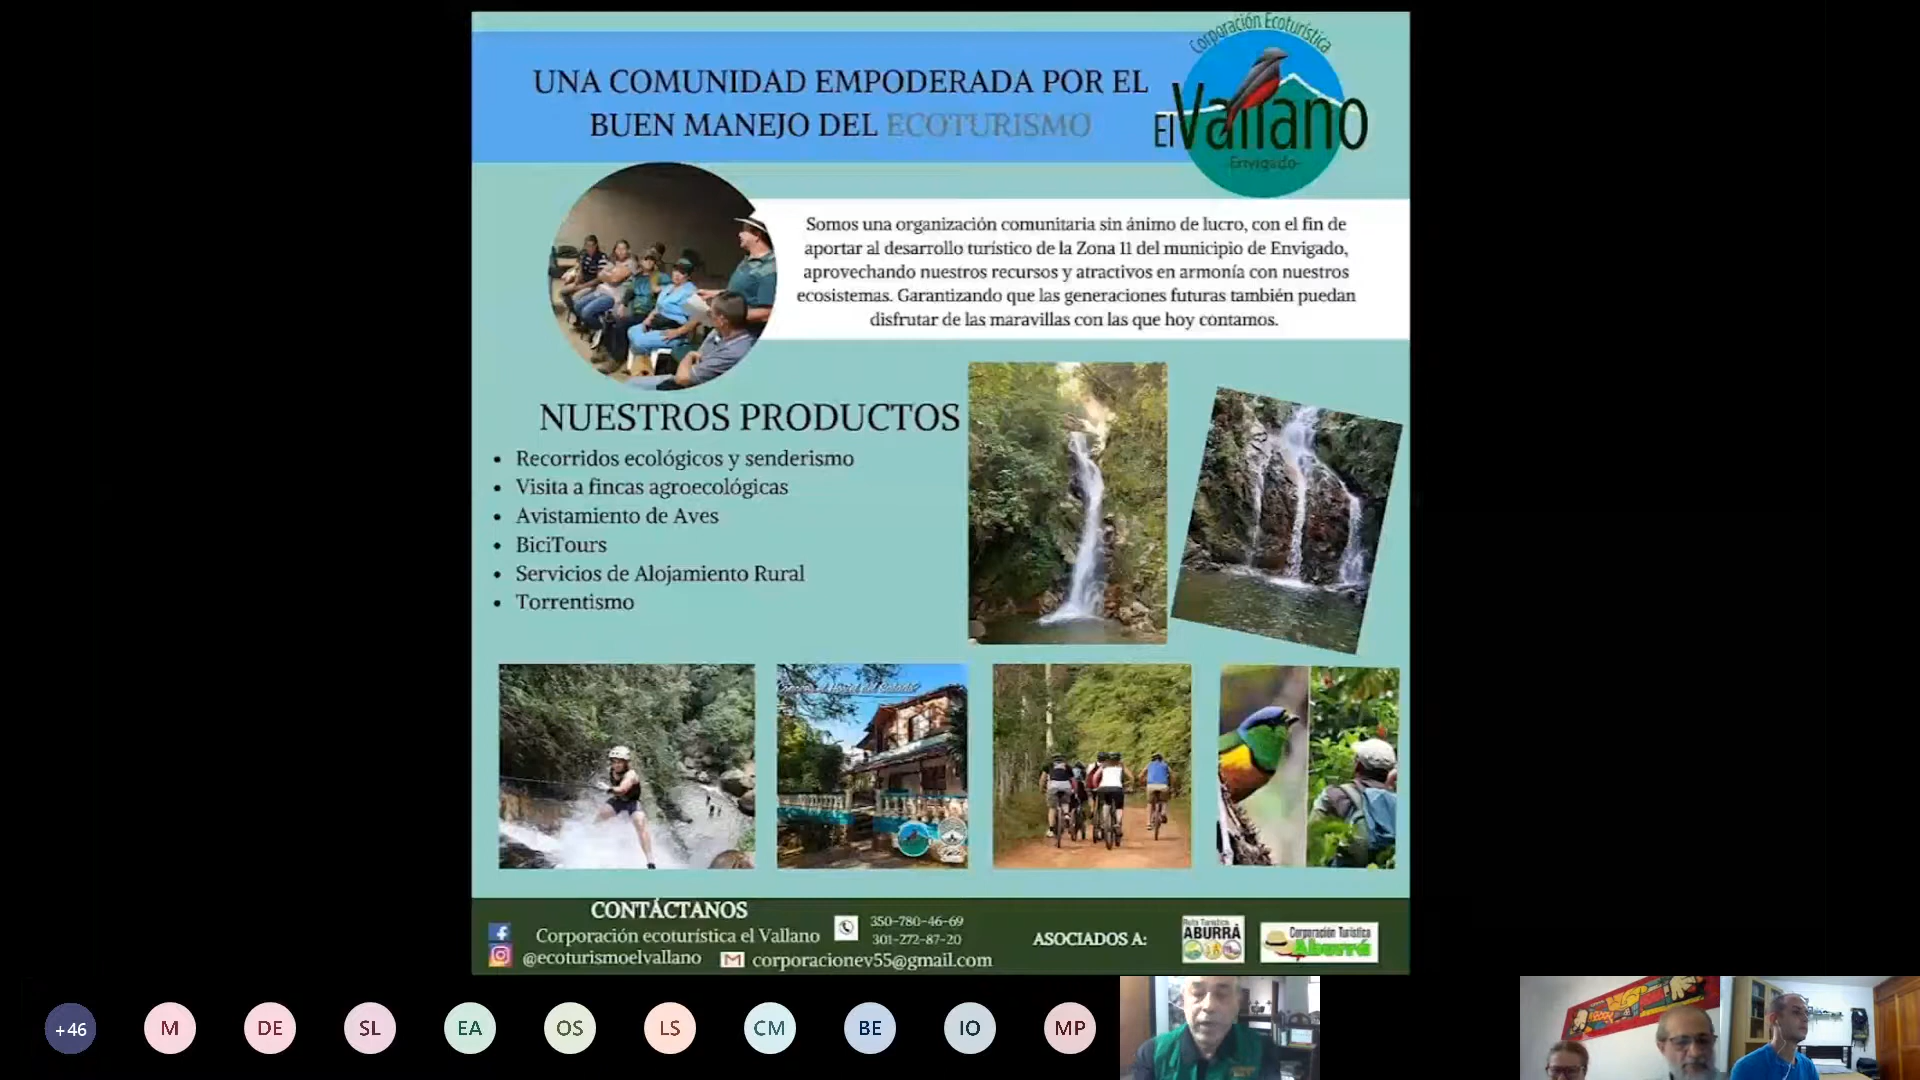 Corporación Ecoturística
UNA COMUNIDAD EMPODERADA POR EL
BUEN MANEJO DEL ECOTURISMO
El Vallano
Envigado
Somos una organización comunitaria sin ánimo de lucro, con el fin de
aportar al desarrollo turístico de la Zona 11 del municipio de Envigado,
aprovechando nuestros recursos y atractivos en armonía con nuestros
ecosistemas. Garantizando que las generaciones futuras también puedan
disfrutar de las maravillas con las que hoy contamos.
NUESTROS PRODUCTOS
• Recorridos ecológicos y senderismo
• Visita a fincas agroecológicas
• Avistamiento de Aves
• BiciTours
• Servicios de Alojamiento Rural
• Torrentismo
CONTÁCTANOS
Corporación ecoturística el Vallano
@ecoturismoelvallano
350-780-46-69
301-272-87-20
corporacionev55@gmail.com
ASOCIADOS A:
Ruta Turística
ABURRÁ
Corporación Turística
Aburrá
+46
M
DE
SL
EA
OS
LS
CM
BE
IO
MP